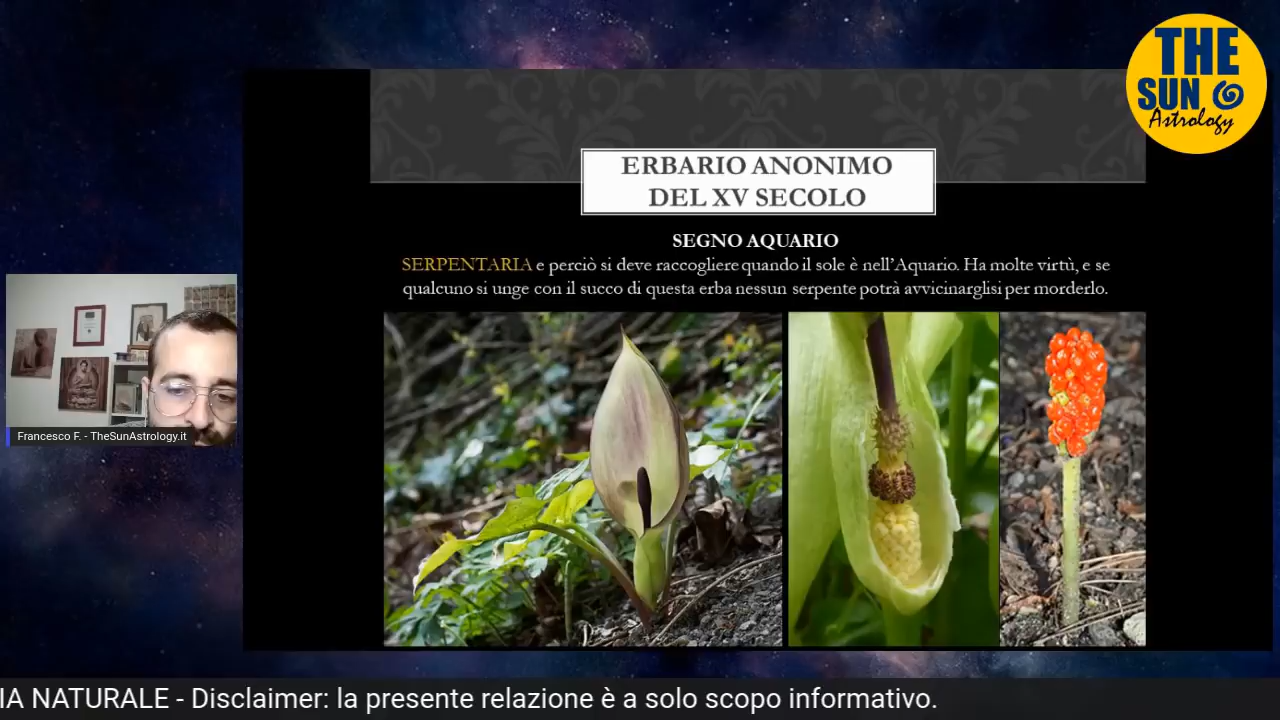 THE
SUN
Astrology
ERBARIO ANONIMO
DEL XV SECOLO
SEGNO AQUARIO
SERPENTARIA e perciò si deve raccogliere quando il sole è nell'Aquario. Ha molte virtù, e se
qualcuno si unge con il succo di questa erba nessun serpente potrà avvicinarglisi per morderlo.
Francesco F. - TheSunAstrology.it
IA NATURALE - Disclaimer: la presente relazione è a solo scopo informativo.